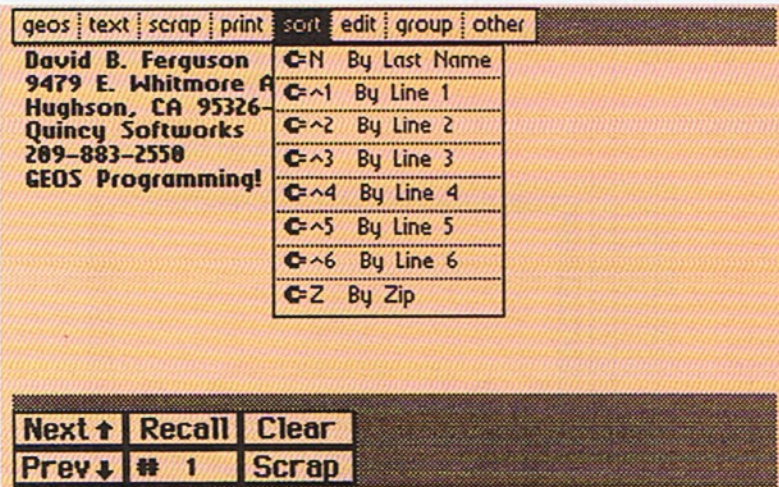 geos text scrap print sort edit group other
David B. Ferguson
9479 E. Whitmore A
Hughson, CA 95326-
Quincy Softworks
209-883-2550
GEOS Programming!
C=N By Last Name
C=^1 By Line 1
C=^2 By Line 2
C=^3 By Line 3
C=^4 By Line 4
C=^5 By Line 5
C=^6 By Line 6
C=Z By Zip
Next ↑ Recall Clear
Prev ↓ # 1 Scrap